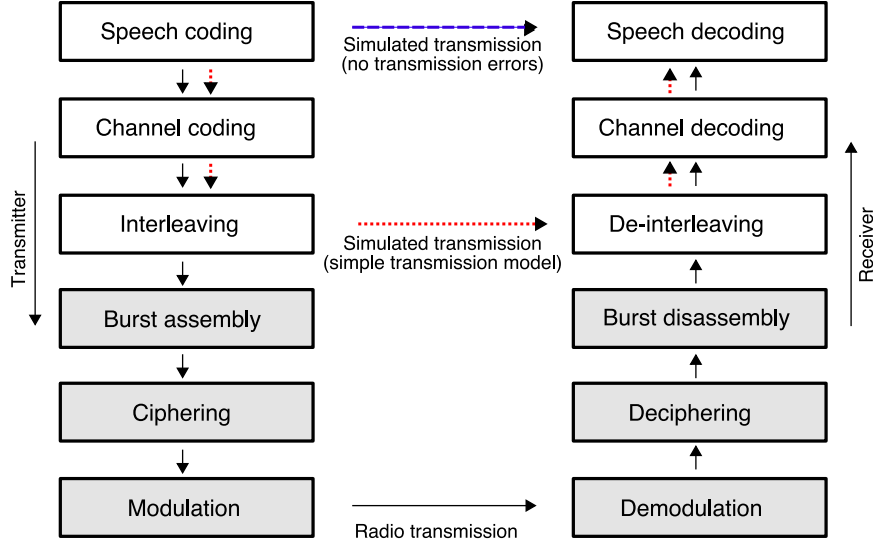 Speech coding
Simulated transmission
(no transmission errors)
Speech decoding
Channel coding
Channel decoding
Transmitter
Interleaving
Simulated transmission
(simple transmission model)
De-interleaving
Receiver
Burst assembly
Burst disassembly
Ciphering
Deciphering
Modulation
Radio transmission
Demodulation